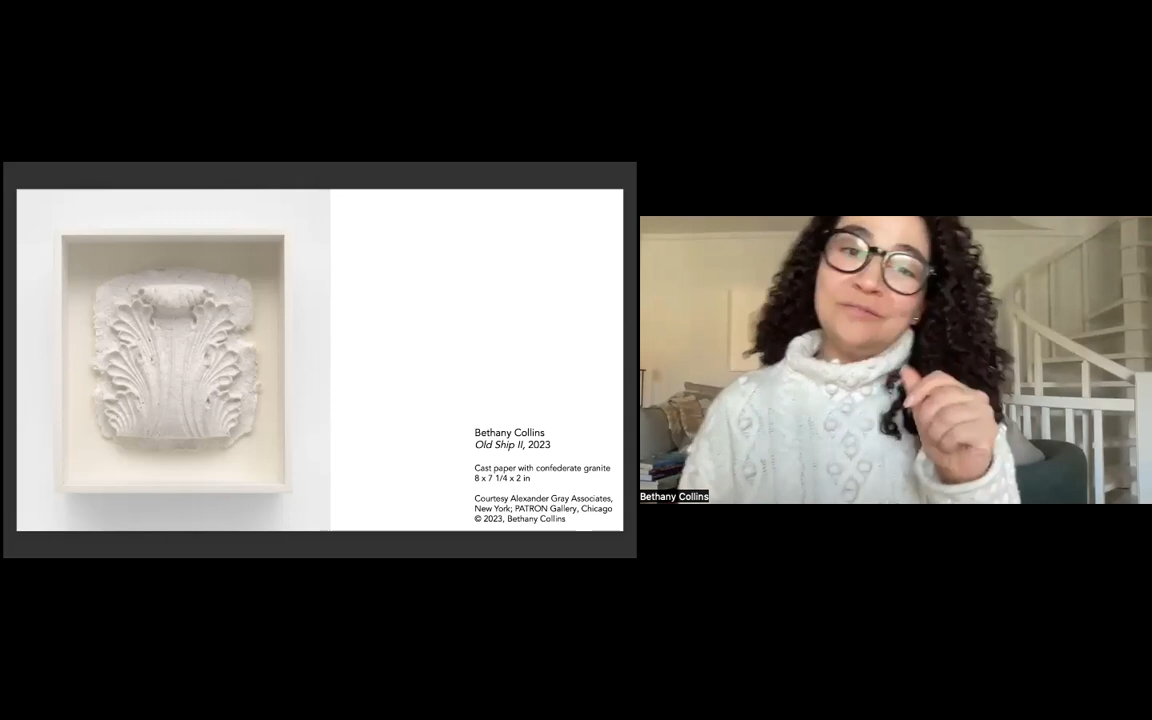 Bethany Collins
Old Ship II, 2023
Cast paper with confederate granite
8 x 7 1/4 x 2 in
Courtesy Alexander Gray Associates,
New York; PATRON Gallery, Chicago
© 2023, Bethany Collins
Bethany Collins